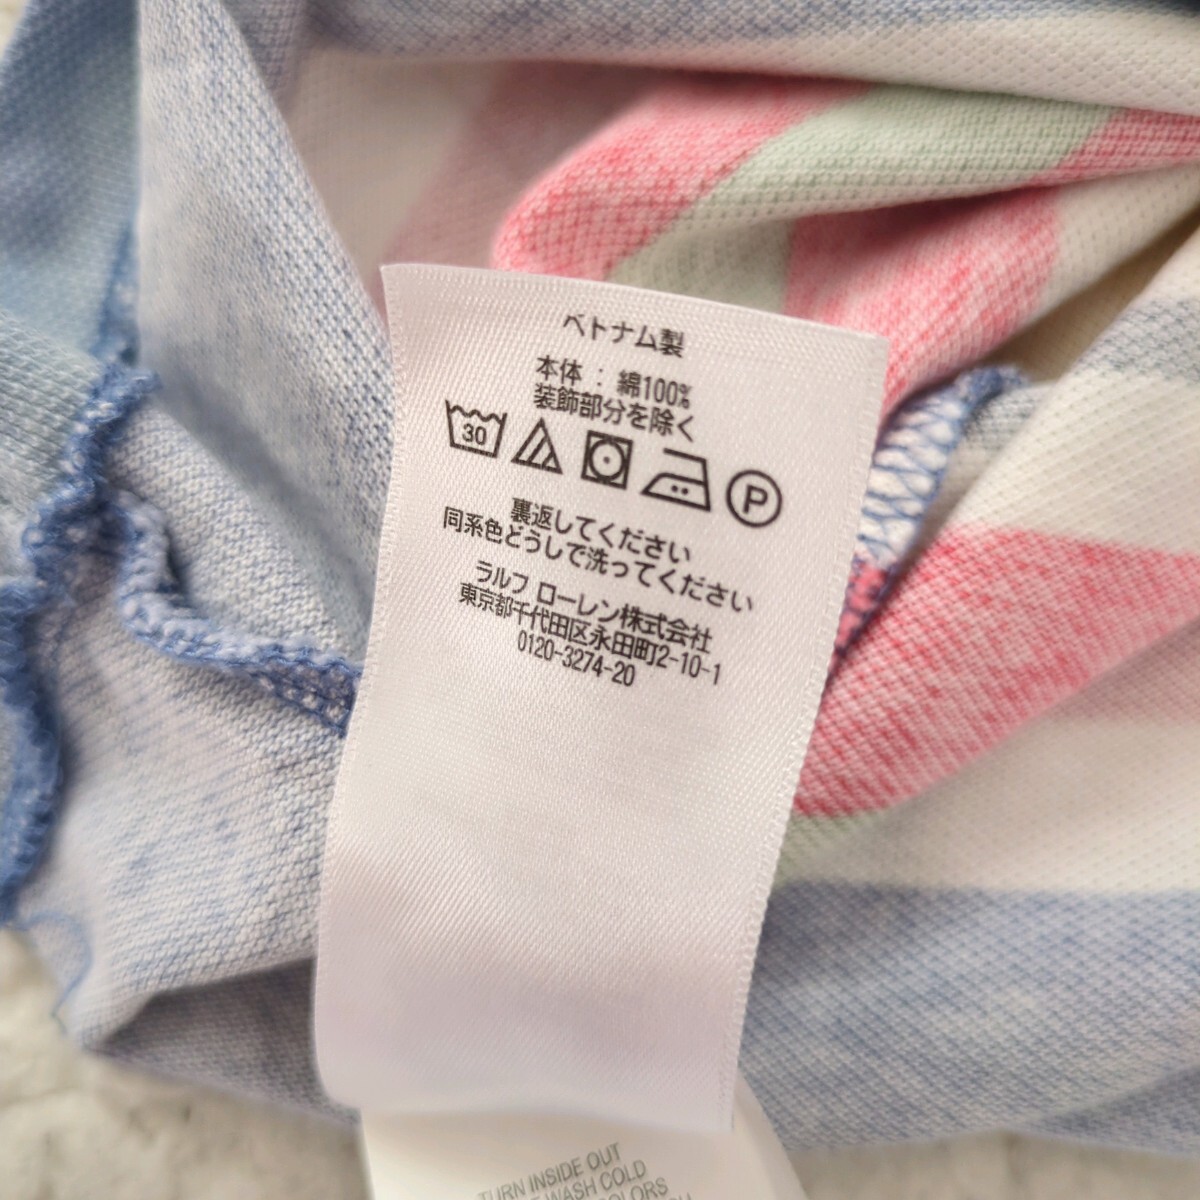 ベトナム製
本体 : 綿100%
装飾部分を除く
30
P
裏返してください
同系色どうしで洗ってください
ラルフ ローレン株式会社
東京都千代田区永田町2-10-1
0120-3274-20
TURN INSIDE OUT
WASH COLD
COLORS